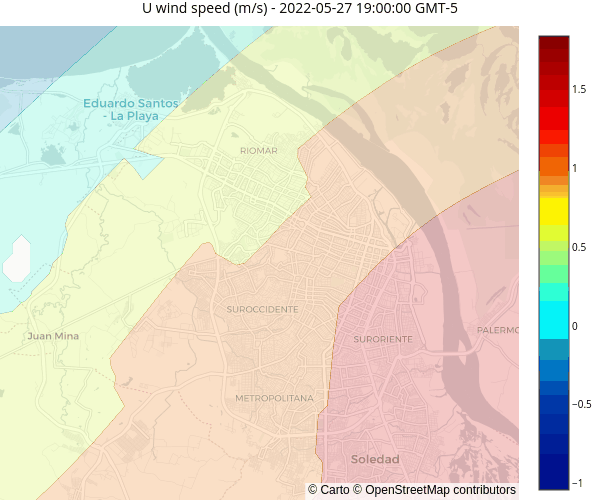 U wind speed (m/s) - 2022-05-27 19:00:00 GMT-5
Eduardo Santos
- La Playa
RIOMAR
SUROCCIDENTE
Juan Mina
SURORIENTE
PALERMO
METROPOLITANA
Soledad
© Carto © OpenStreetMap contributors
1.5
1
0.5
0
−0.5
−1